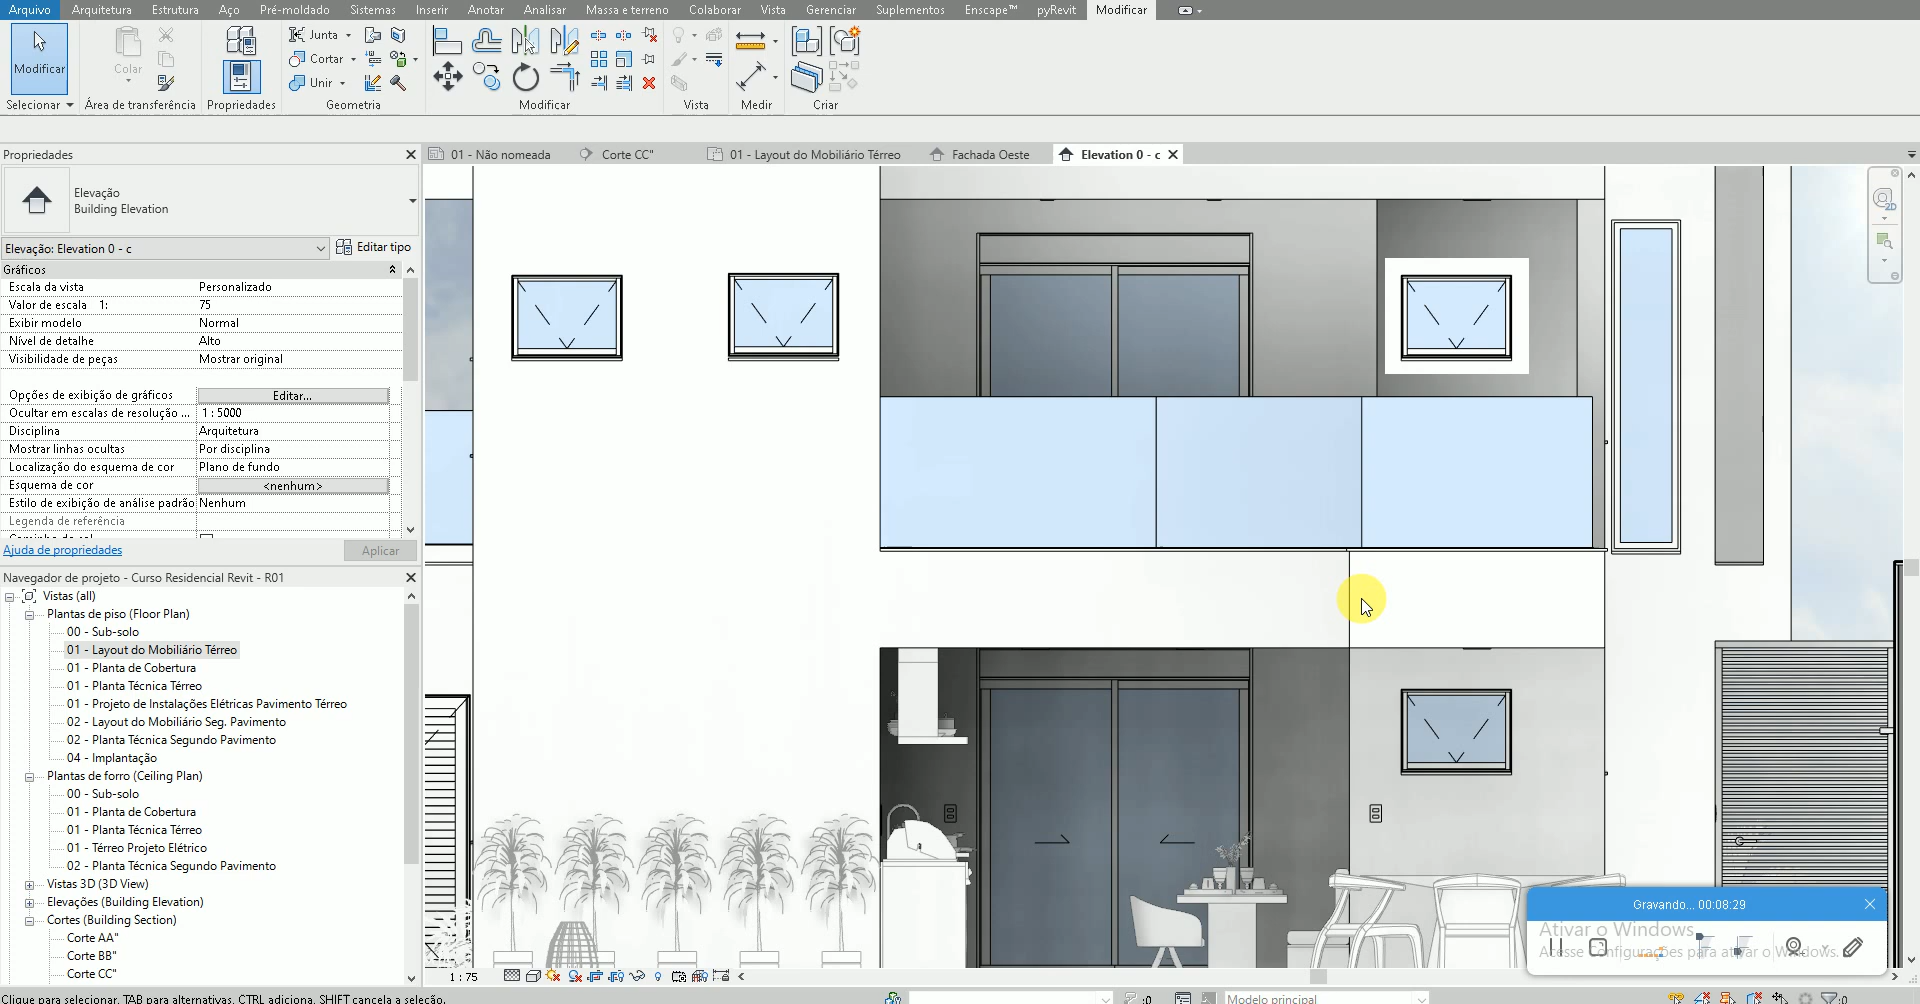 Arquivo Arquitetura Estrutura Aço Pré-moldado Sistemas Inserir Anotar Analisar Massa e terreno Colaborar Vista Gerenciar Suplementos Enscape™ pyRevit Modificar
Modificar
Colar
Junta
Cortar
Unir
Selecionar Área de transferência Propriedades Geometria Modificar Vista Medir Criar
Propriedades
01 - Não nomeada Corte CC" 01 - Layout do Mobiliário Térreo Fachada Oeste Elevation 0 - c
Elevação
Building Elevation
Elevação: Elevation 0 - c Editar tipo
Gráficos
Escala da vista Personalizado
Valor de escala 1: 75
Exibir modelo Normal
Nível de detalhe Alto
Visibilidade de peças Mostrar original
Opções de exibição de gráficos Editar...
Ocultar em escalas de resolução ... 1 : 5000
Disciplina Arquitetura
Mostrar linhas ocultas Por disciplina
Localização do esquema de cor Plano de fundo
Esquema de cor <nenhum>
Estilo de exibição de análise padrão Nenhum
Legenda de referência
Ajuda de propriedades Aplicar
Navegador de projeto - Curso Residencial Revit - R01
Vistas (all)
Plantas de piso (Floor Plan)
00 - Sub-solo
01 - Layout do Mobiliário Térreo
01 - Planta de Cobertura
01 - Planta Técnica Térreo
01 - Projeto de Instalações Elétricas Pavimento Térreo
02 - Layout do Mobiliário Seg. Pavimento
02 - Planta Técnica Segundo Pavimento
04 - Implantação
Plantas de forro (Ceiling Plan)
00 - Sub-solo
01 - Planta de Cobertura
01 - Planta Técnica Térreo
01 - Térreo Projeto Elétrico
02 - Planta Técnica Segundo Pavimento
Vistas 3D (3D View)
Elevações (Building Elevation)
Cortes (Building Section)
Corte AA"
Corte BB"
Corte CC"
2D
Gravando... 00:08:29
Ativar o Windows
Acesse Configurações para ativar o Windows.
1 : 75
Clique para selecionar, TAB para alternativas, CTRL adiciona, SHIFT cancela a seleção.
:0 Modelo principal :0